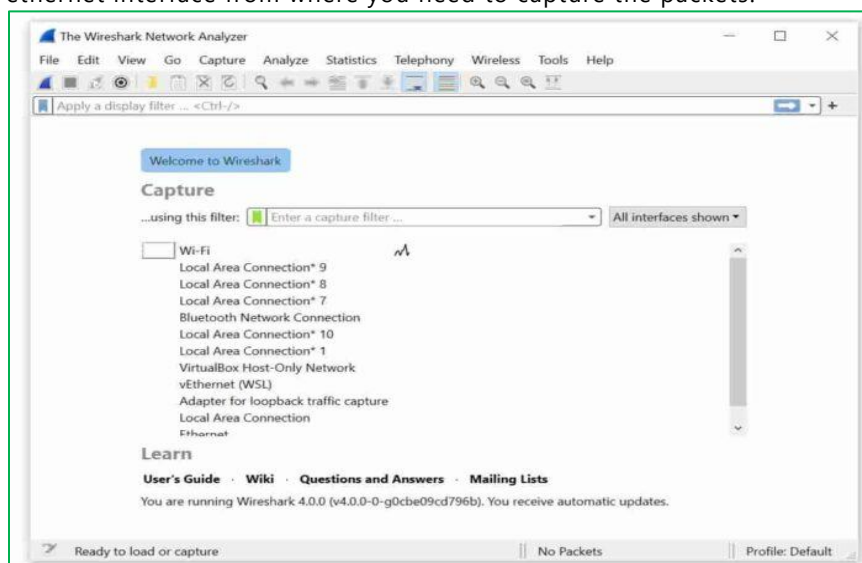 ethernet interface from where you need to capture the packets.
The Wireshark Network Analyzer
File Edit View Go Capture Analyze Statistics Telephony Wireless Tools Help
Apply a display filter ... <Ctrl-/>
Welcome to Wireshark
Capture
...using this filter: Enter a capture filter ... All interfaces shown
Wi-Fi
Local Area Connection* 9
Local Area Connection* 8
Local Area Connection* 7
Bluetooth Network Connection
Local Area Connection* 10
Local Area Connection* 1
VirtualBox Host-Only Network
vEthernet (WSL)
Adapter for loopback traffic capture
Local Area Connection
Ethernet
Learn
User's Guide · Wiki · Questions and Answers · Mailing Lists
You are running Wireshark 4.0.0 (v4.0.0-0-g0cbe09cd796b). You receive automatic updates.
Ready to load or capture No Packets Profile: Default